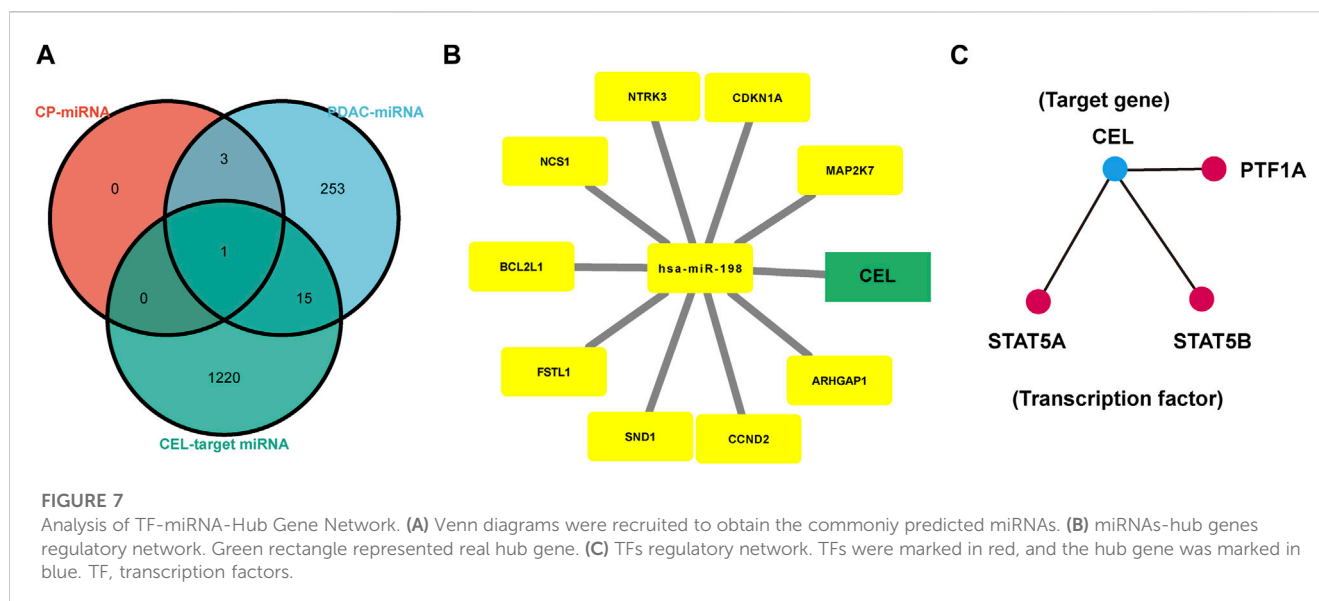 A
CP-miRNA
PDAC-miRNA
3
0
253
1
0
15
1220
CEL-target miRNA
B
NTRK3
CDKN1A
NCS1
MAP2K7
BCL2L1
hsa-miR-198
CEL
FSTL1
ARHGAP1
SND1
CCND2
C
(Target gene)
CEL
PTF1A
STAT5A
STAT5B
(Transcription factor)
FIGURE 7
Analysis of TF-miRNA-Hub Gene Network. (A) Venn diagrams were recruited to obtain the commonly predicted miRNAs. (B) miRNAs-hub genes
regulatory network. Green rectangle represented real hub gene. (C) TFs regulatory network. TFs were marked in red, and the hub gene was marked in
blue. TF, transcription factors.